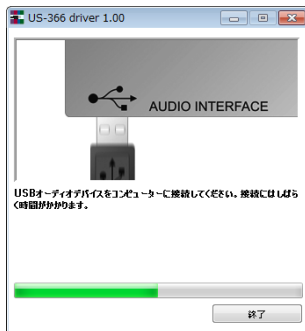 US-366 driver 1.00
AUDIO INTERFACE
USBオーディオデバイスをコンピューターに接続してください。接続にはしばら
く時間がかかります。
終了